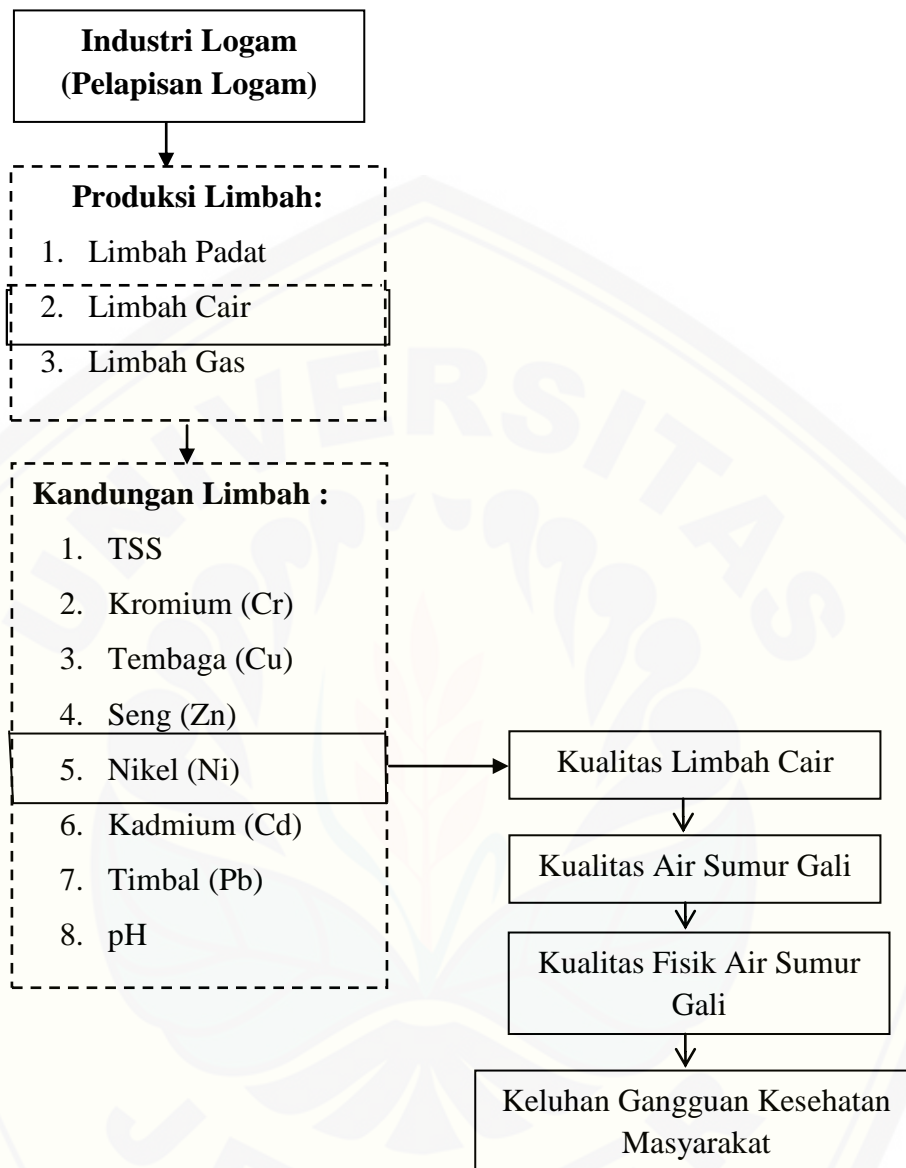 Industri Logam
(Pelapisan Logam)
Produksi Limbah:
1. Limbah Padat
2. Limbah Cair
3. Limbah Gas
Kandungan Limbah :
1. TSS
2. Kromium (Cr)
3. Tembaga (Cu)
4. Seng (Zn)
5. Nikel (Ni)
6. Kadmium (Cd)
7. Timbal (Pb)
8. pH
Kualitas Limbah Cair
Kualitas Air Sumur Gali
Kualitas Fisik Air Sumur
Gali
Keluhan Gangguan Kesehatan
Masyarakat
UNIVERSITAS